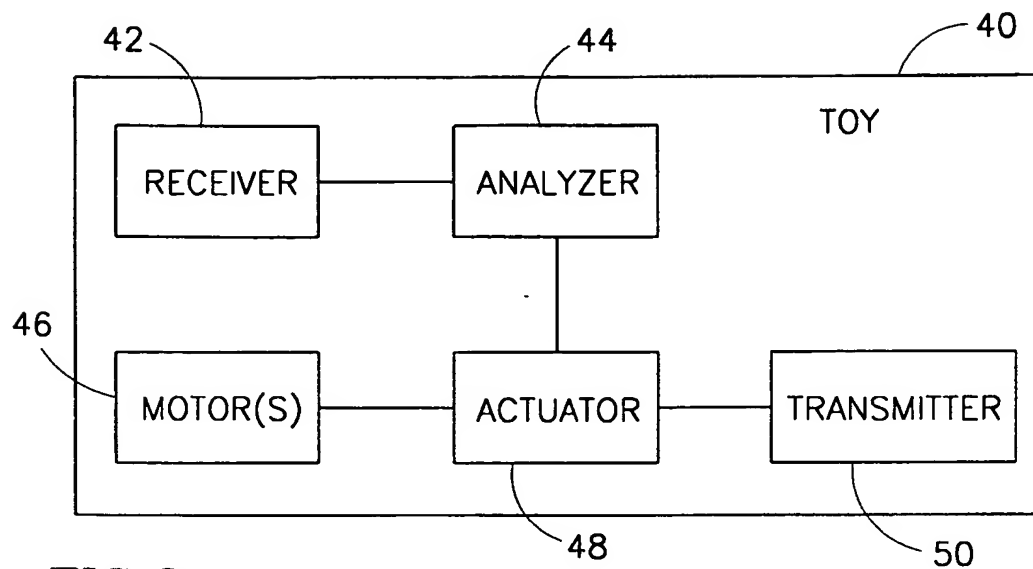 42
44
40
TOY
RECEIVER
ANALYZER
46
MOTOR(S)
ACTUATOR
TRANSMITTER
48
50